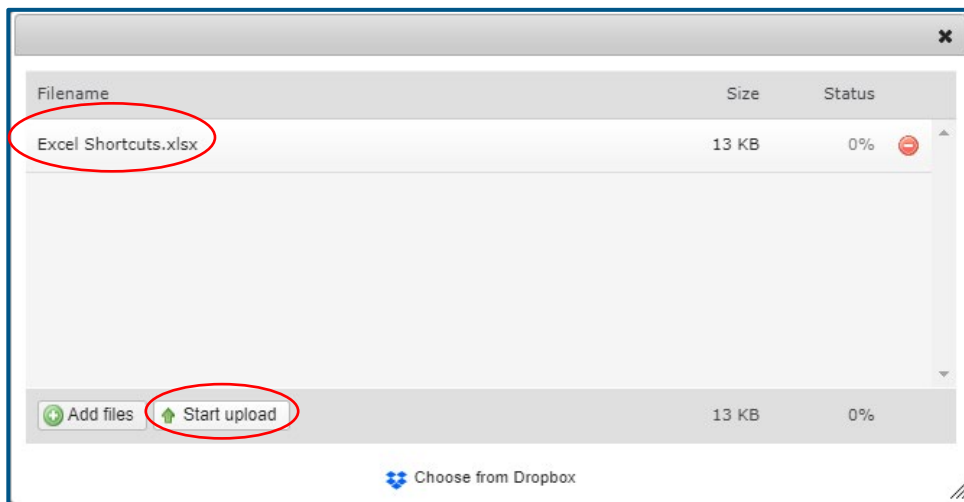 Filename Size Status
Excel Shortcuts.xlsx 13 KB 0%
Add files Start upload 13 KB 0%
Choose from Dropbox